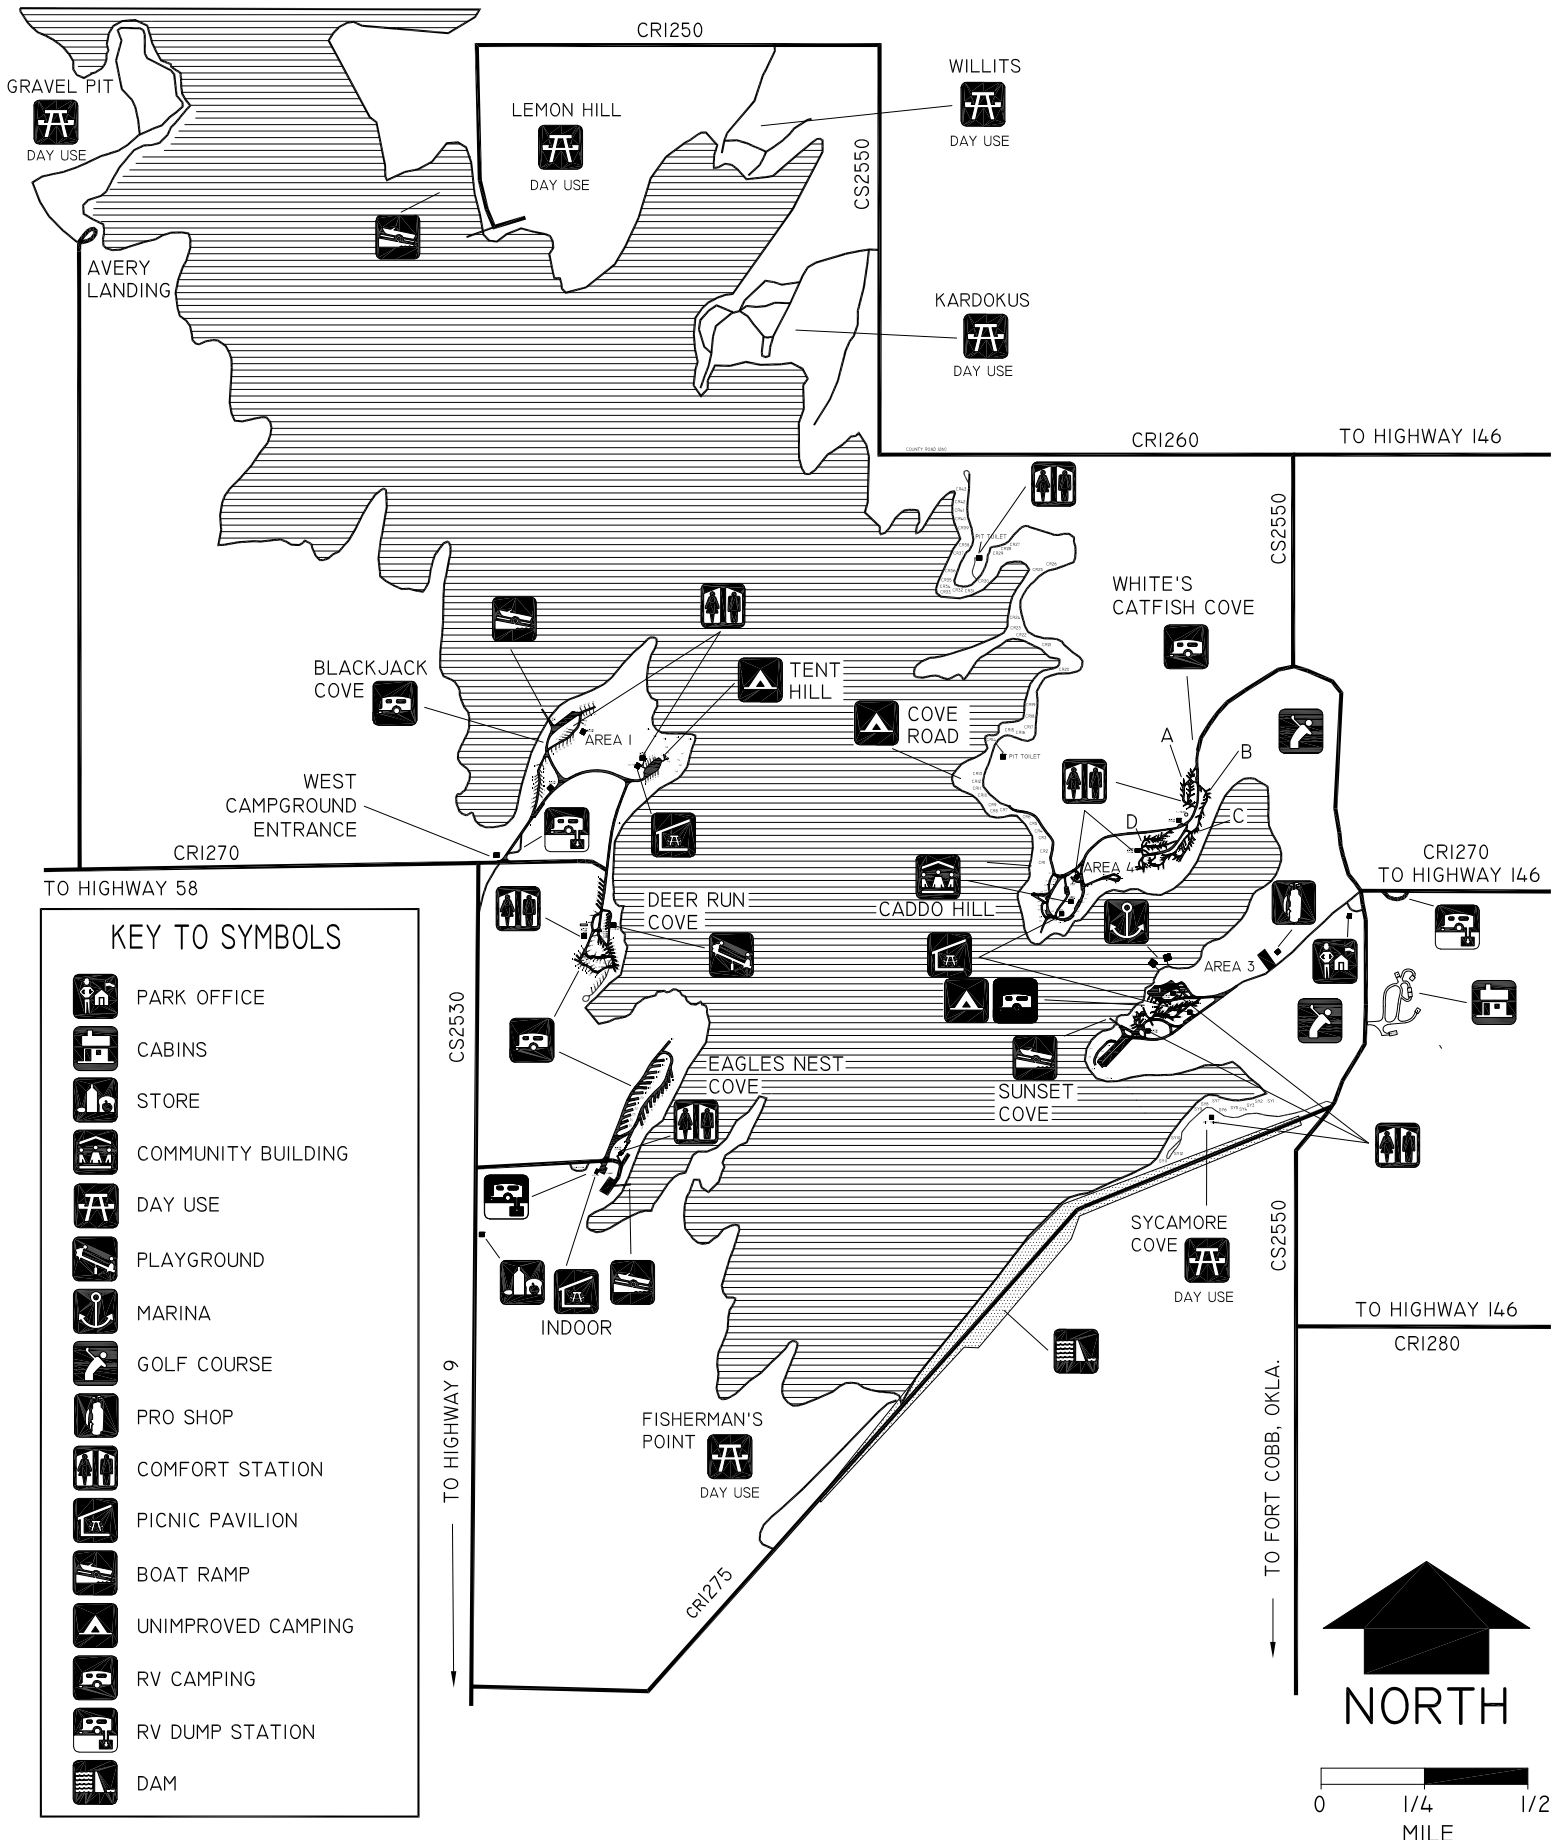 CR1250
WILLITS
GRAVEL PIT
LEMON HILL
DAY USE
DAY USE
DAY USE
CS2550
AVERY
LANDING
KARDOKUS
DAY USE
COUNTY ROAD 1260
CR1260
TO HIGHWAY 146
CS2550
PIT TOILET
WHITE'S
CATFISH COVE
BLACKJACK
COVE
TENT
HILL
COVE
ROAD
AREA 1
A
B
PIT TOILET
WEST
CAMPGROUND
ENTRANCE
D
C
CR1270
CR1270
TO HIGHWAY 146
AREA 4
TO HIGHWAY 58
DEER RUN
COVE
CADDO HILL
AREA 3
CS2530
EAGLES NEST
COVE
SUNSET
COVE
SYCAMORE
COVE
DAY USE
CS2550
INDOOR
TO HIGHWAY 146
CR1280
TO HIGHWAY 9
FISHERMAN'S
POINT
DAY USE
TO FORT COBB, OKLA.
CR1275
KEY TO SYMBOLS
PARK OFFICE
CABINS
STORE
COMMUNITY BUILDING
DAY USE
PLAYGROUND
MARINA
GOLF COURSE
PRO SHOP
COMFORT STATION
PICNIC PAVILION
BOAT RAMP
UNIMPROVED CAMPING
RV CAMPING
RV DUMP STATION
DAM
NORTH
0 1/4 1/2
MILE